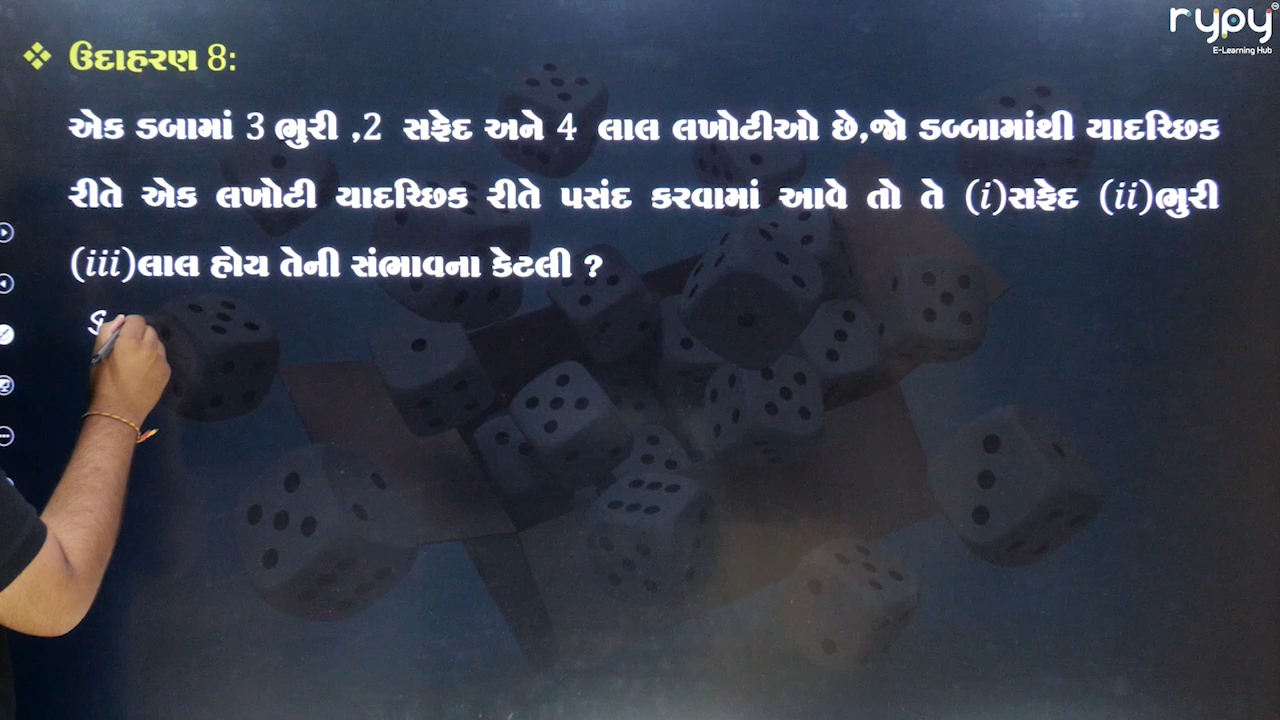 rypy
E-Learning Hub
❖ ઉદાહરણ 8:
એક ડબામાં 3 ભુરી ,2 સફેદ અને 4 લાલ લખોટીઓ છે,જો ડબ્બામાંથી યાદચ્છિક
રીતે એક લખોટી યાદચ્છિક રીતે પસંદ કરવામાં આવે તો તે (i)સફેદ (ii)ભુરી
(iii)લાલ હોય તેની સંભાવના કેટલી ?